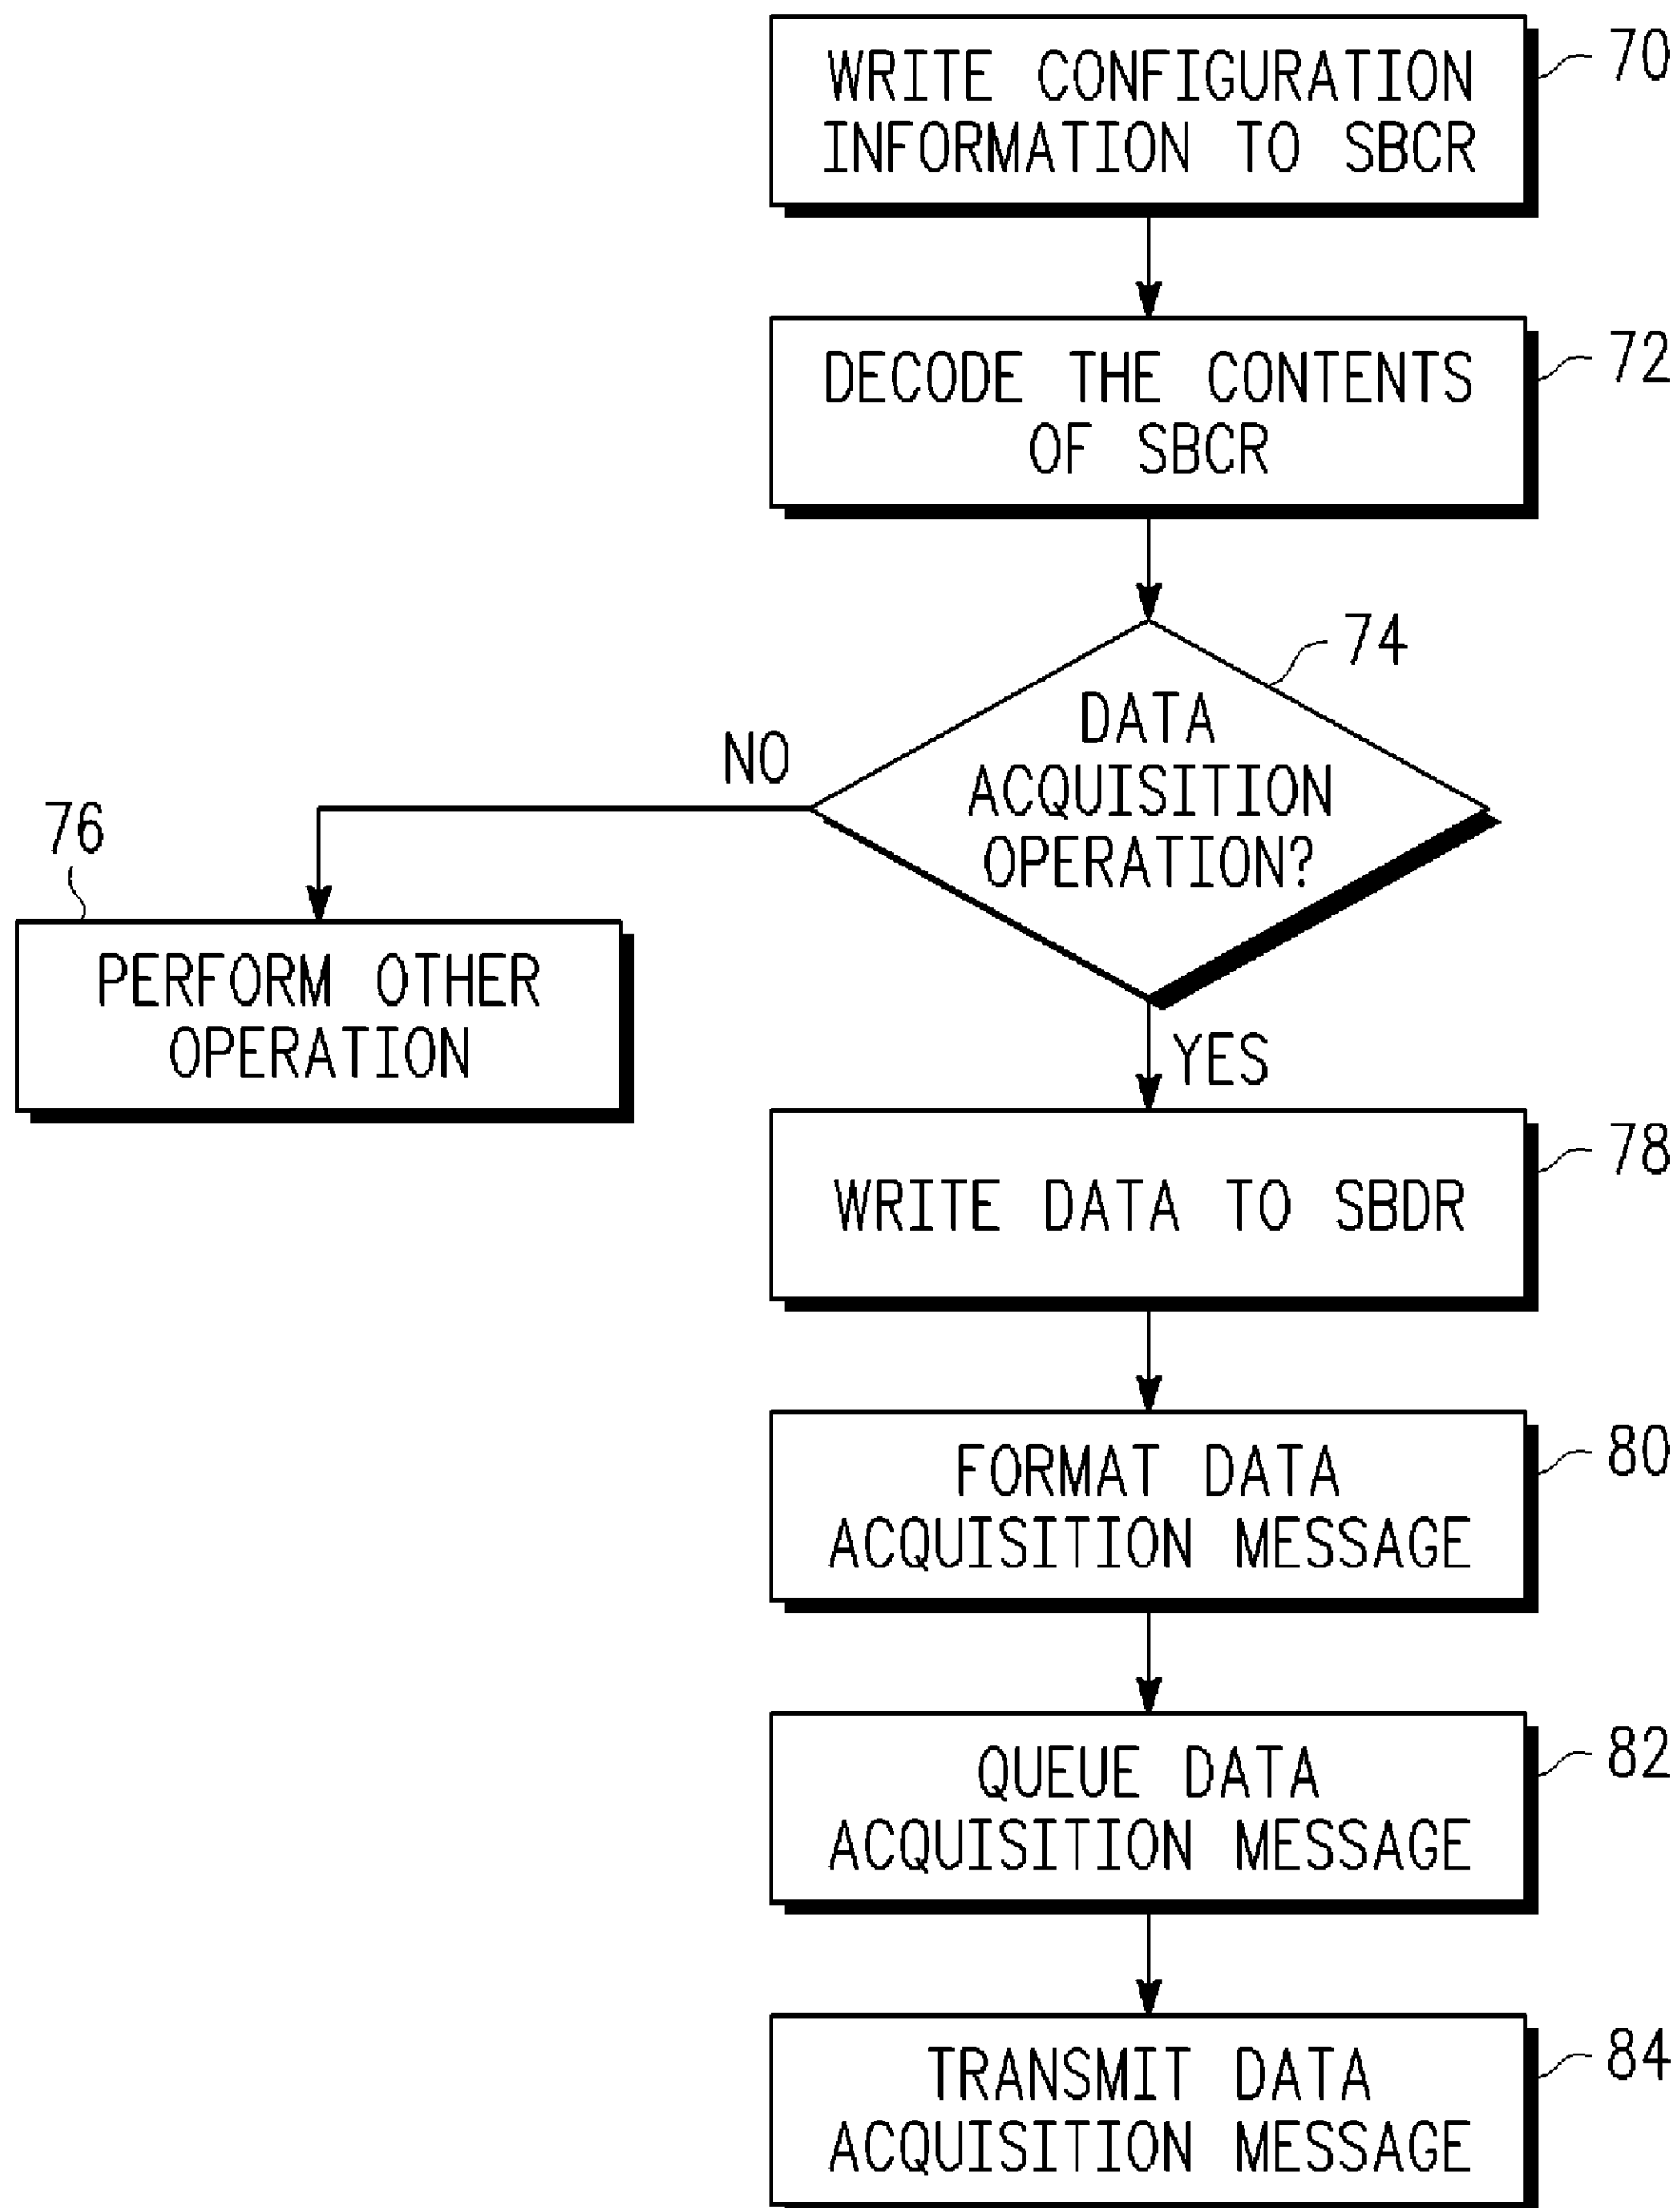 WRITE CONFIGURATION
INFORMATION TO SBCR
70
DECODE THE CONTENTS
OF SBCR
72
74
DATA
ACQUISITION
OPERATION?
NO
76
PERFORM OTHER
OPERATION
YES
WRITE DATA TO SBDR
78
FORMAT DATA
ACQUISITION MESSAGE
80
QUEUE DATA
ACQUISITION MESSAGE
82
TRANSMIT DATA
ACQUISITION MESSAGE
84